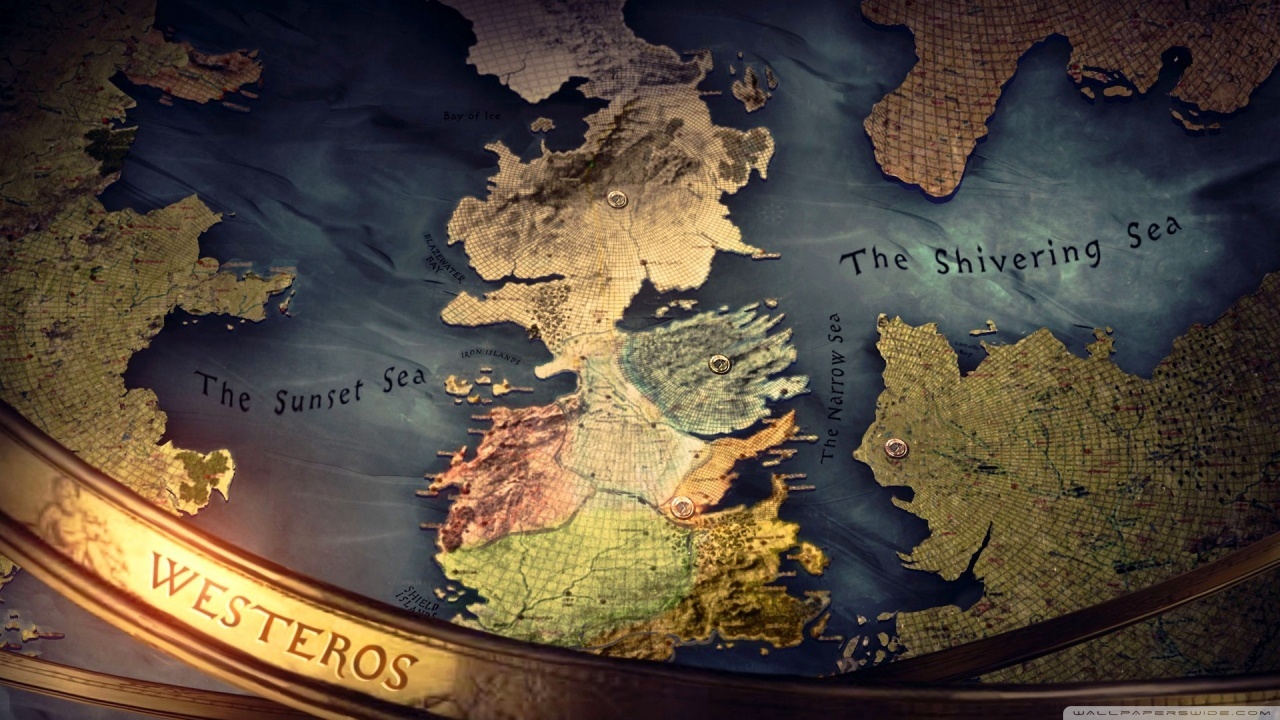 Bay of Ice
The Shivering Sea
BLAZEWATER
BAY
The Narrow Sea
IRON ISLANDS
The Sunset Sea
WESTEROS
SHIELD
ISLANDS
WALLPAPERSWIDE.COM